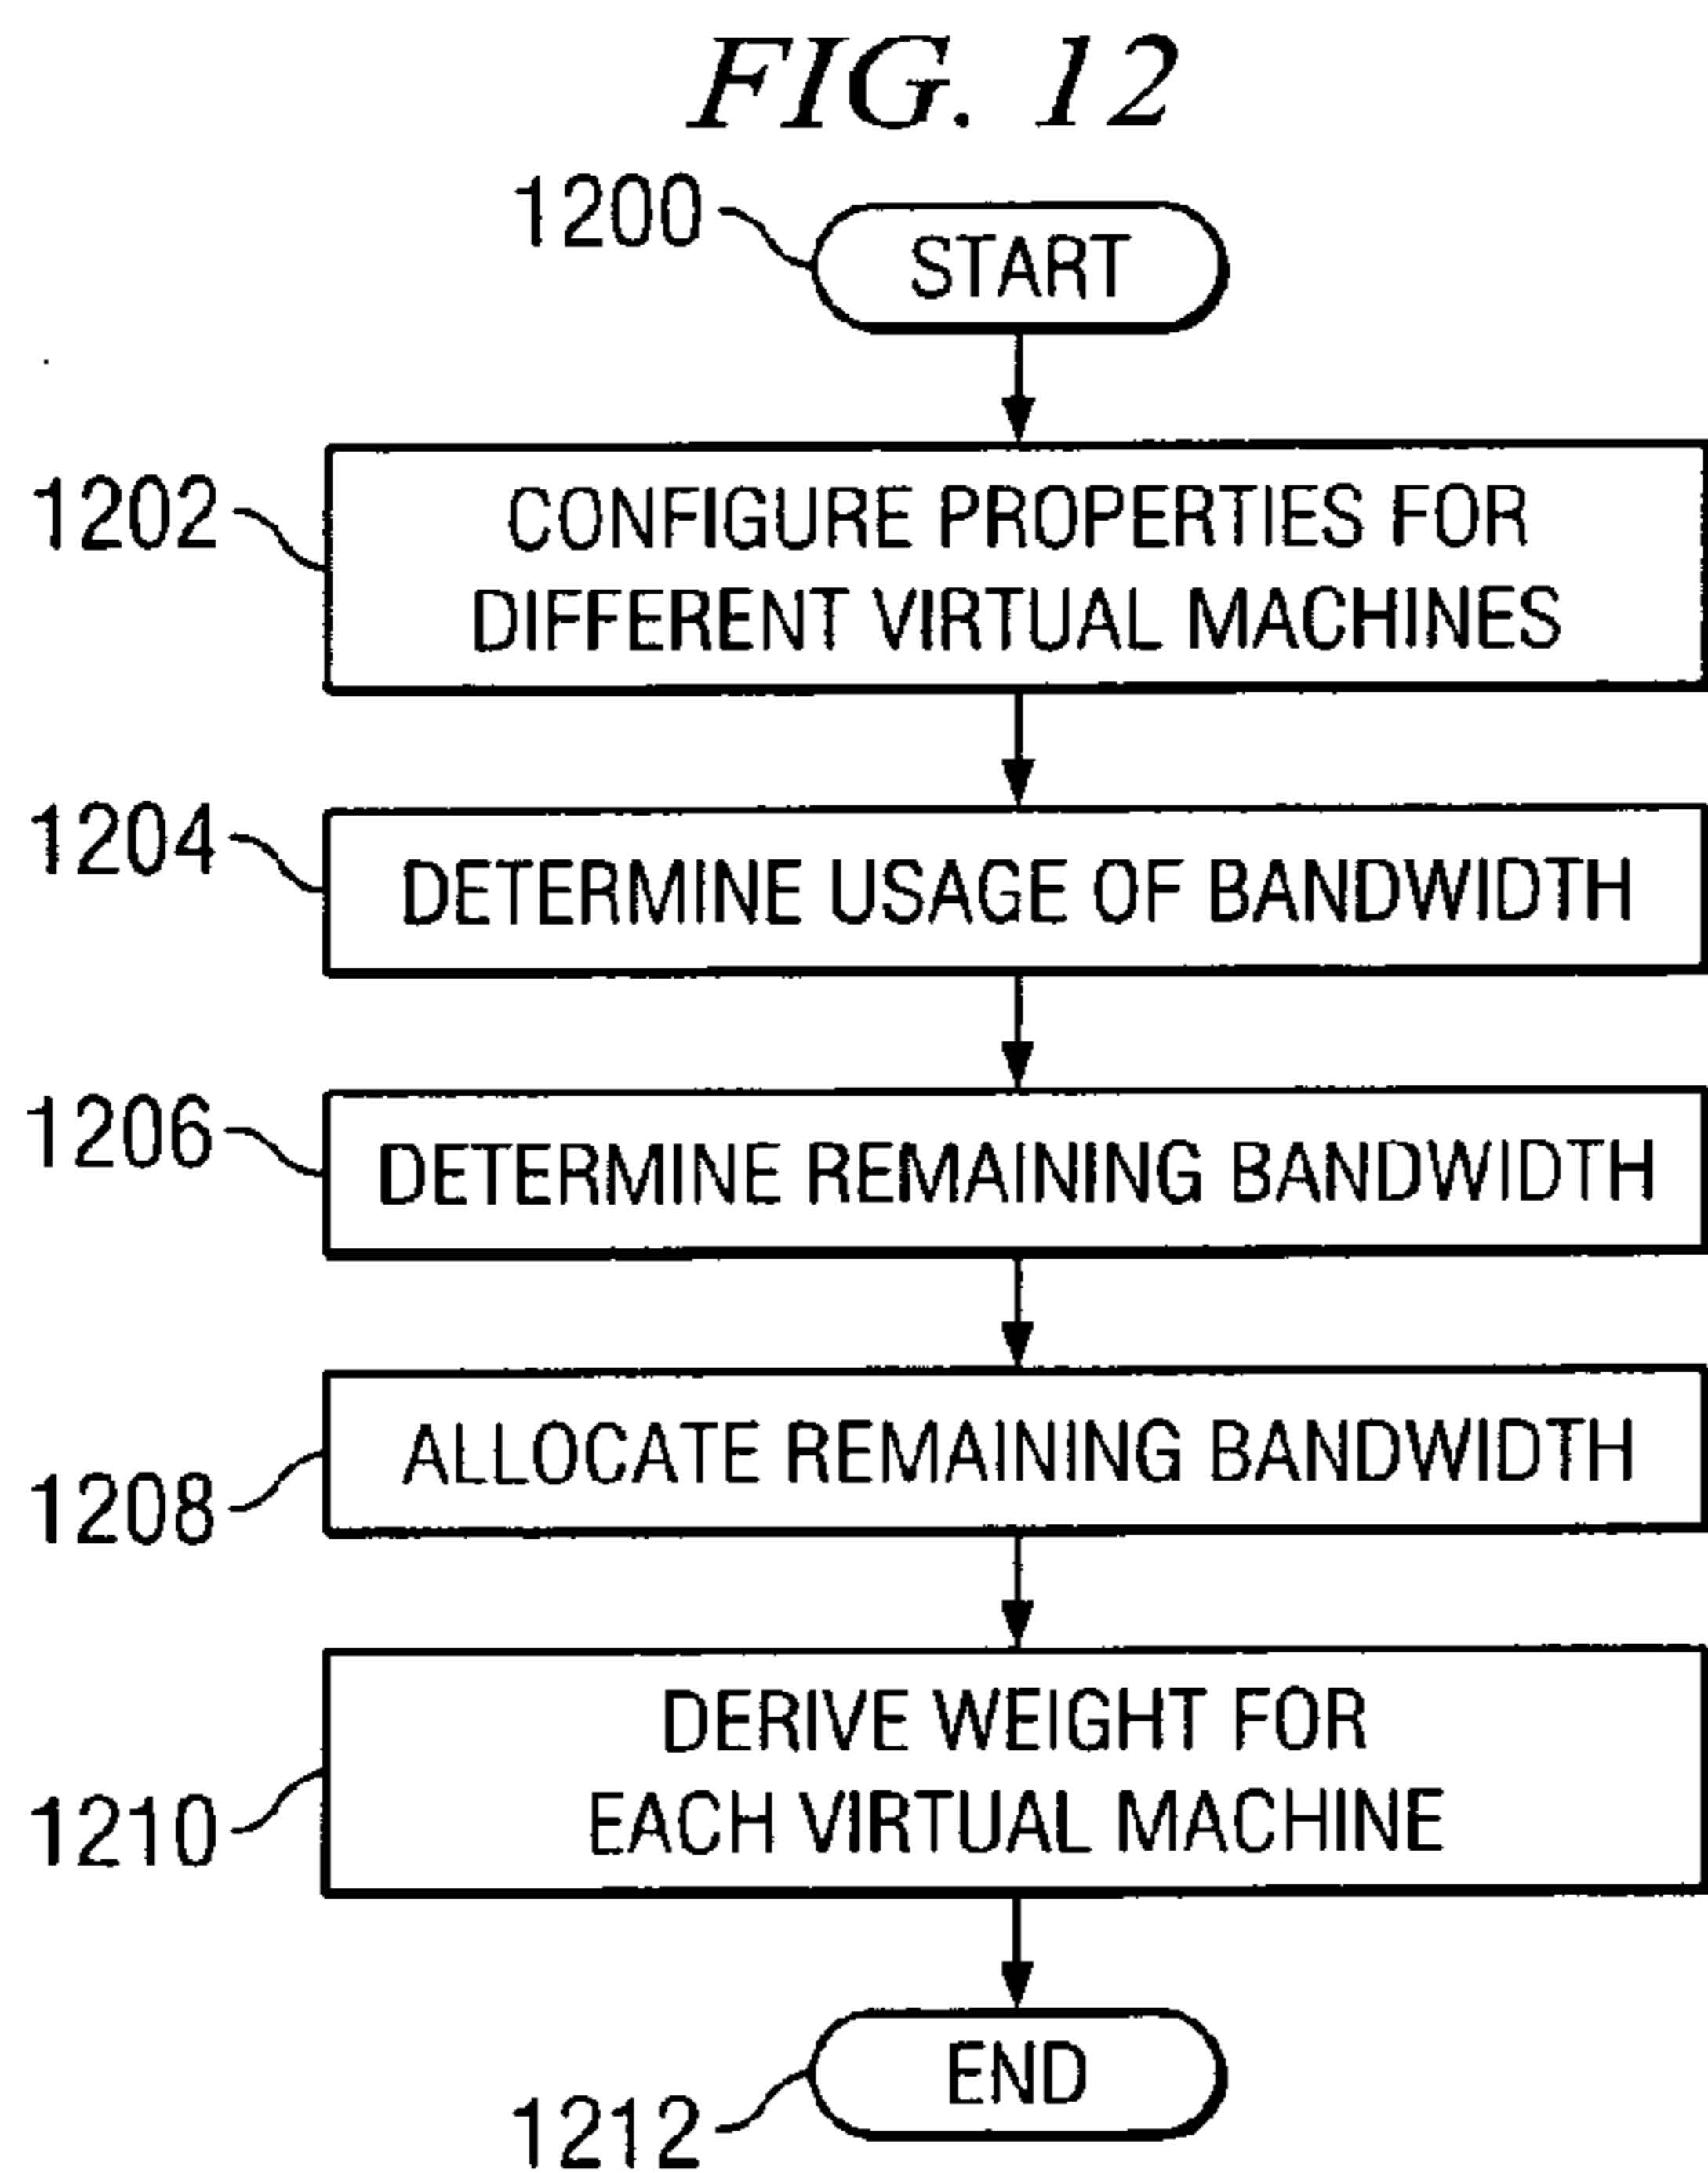 FIG. 12
1200
START
1202
CONFIGURE PROPERTIES FOR
DIFFERENT VIRTUAL MACHINES
1204
DETERMINE USAGE OF BANDWIDTH
1206
DETERMINE REMAINING BANDWIDTH
1208
ALLOCATE REMAINING BANDWIDTH
1210
DERIVE WEIGHT FOR
EACH VIRTUAL MACHINE
1212
END